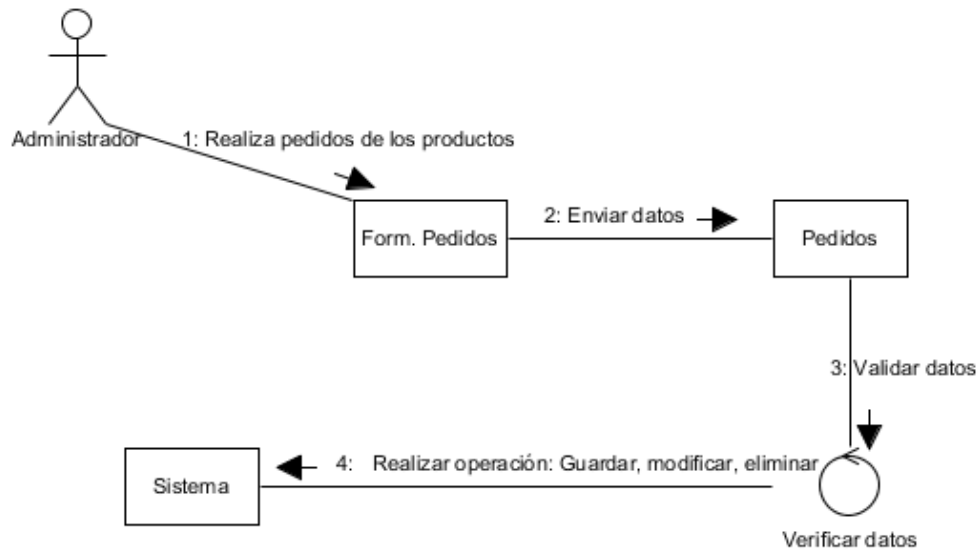 Administrador
1: Realiza pedidos de los productos
Form. Pedidos
2: Enviar datos
Pedidos
3: Validar datos
4: Realizar operación: Guardar, modificar, eliminar
Sistema
Verificar datos